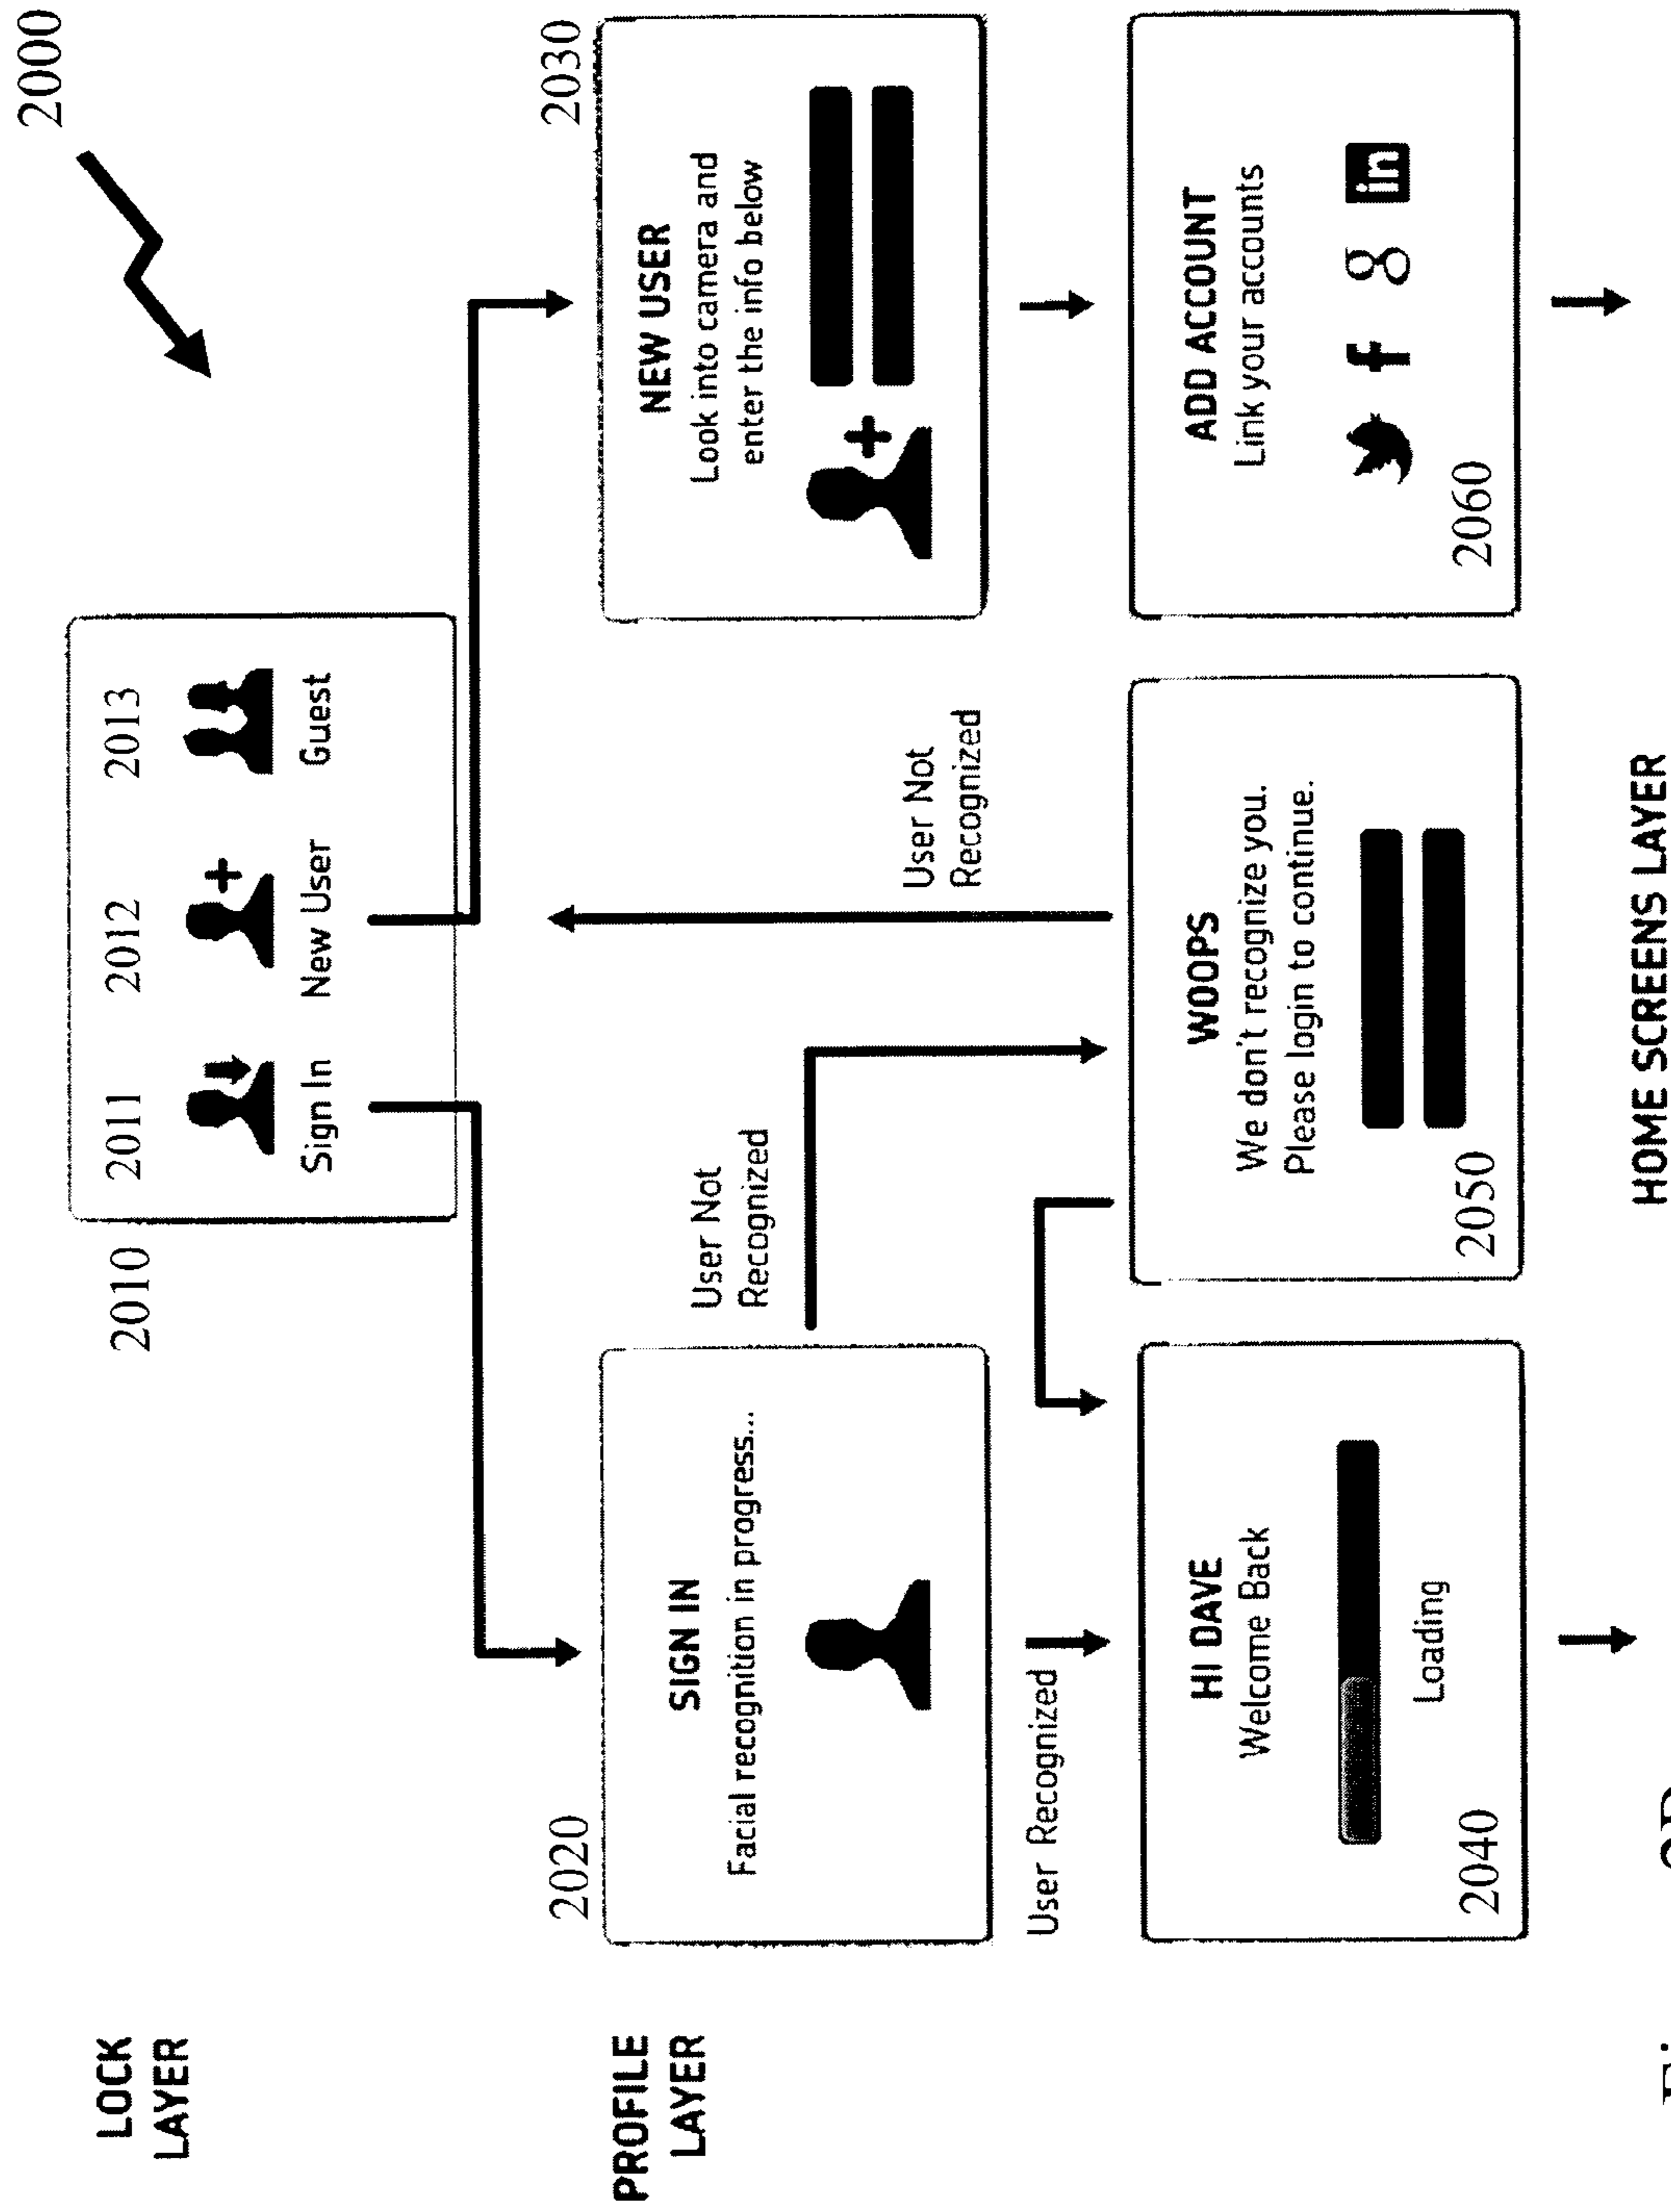 2000
LOCK
LAYER
2010
2011
2012
2013
Sign In
New User
Guest
PROFILE
LAYER
2020
SIGN IN
Facial recognition in progress...
User Not
Recognized
User Not
Recognized
2030
NEW USER
Look into camera and
enter the info below
User Recognized
HI DAVE
Welcome Back
Loading
2040
WOOPS
We don't recognize you.
Please login to continue.
2050
ADD ACCOUNT
Link your accounts
f
g
in
2060
HOME SCREENS LAYER